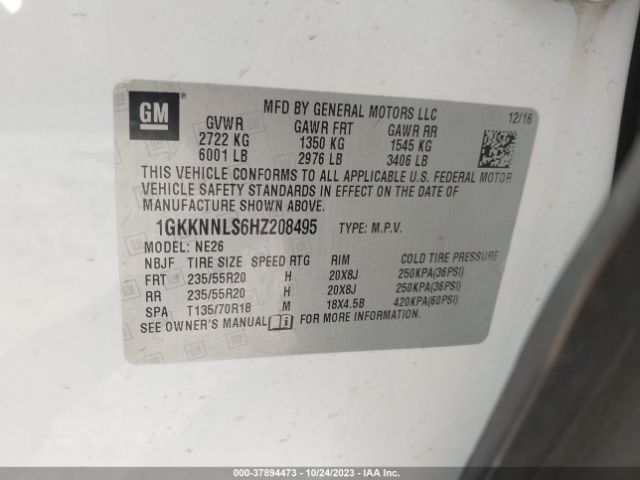 GM
MFD BY GENERAL MOTORS LLC 12/16
GVWR GAWR FRT GAWR RR
2722 KG 1350 KG 1545 KG
6001 LB 2976 LB 3406 LB
THIS VEHICLE CONFORMS TO ALL APPLICABLE U.S. FEDERAL MOTOR
VEHICLE SAFETY STANDARDS IN EFFECT ON THE DATE OF
MANUFACTURE SHOWN ABOVE.
1GKKNNLS6HZ208495 TYPE: M.P.V.
MODEL: NE26
NBJF TIRE SIZE SPEED RTG RIM COLD TIRE PRESSURE
FRT 235/55R20 H 20X8J 250KPA(36PSI)
RR 235/55R20 H 20X8J 250KPA(36PSI)
SPA T135/70R18 M 18X4.5B 420KPA(60PSI)
SEE OWNER'S MANUAL FOR MORE INFORMATION.
000-37894473 - 10/24/2023 - IAA Inc.